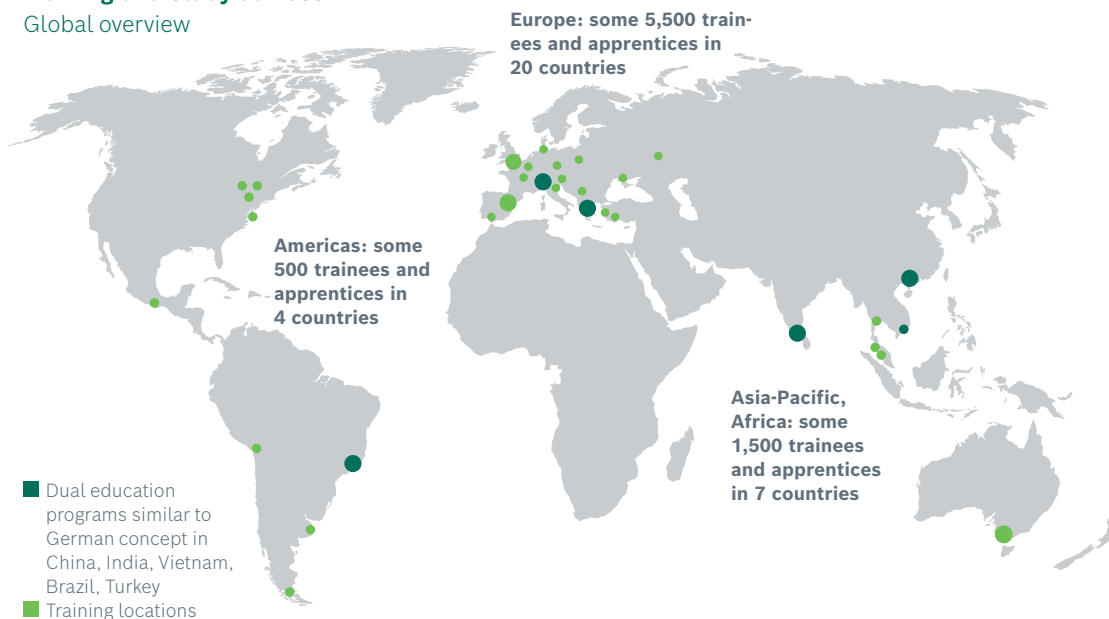 Global overview
Europe: some 5,500 train-
ees and apprentices in
20 countries
Americas: some
500 trainees and
apprentices in
4 countries
Asia-Pacific,
Africa: some
1,500 trainees
and apprentices
in 7 countries
Dual education
programs similar to
German concept in
China, India, Vietnam,
Brazil, Turkey
Training locations